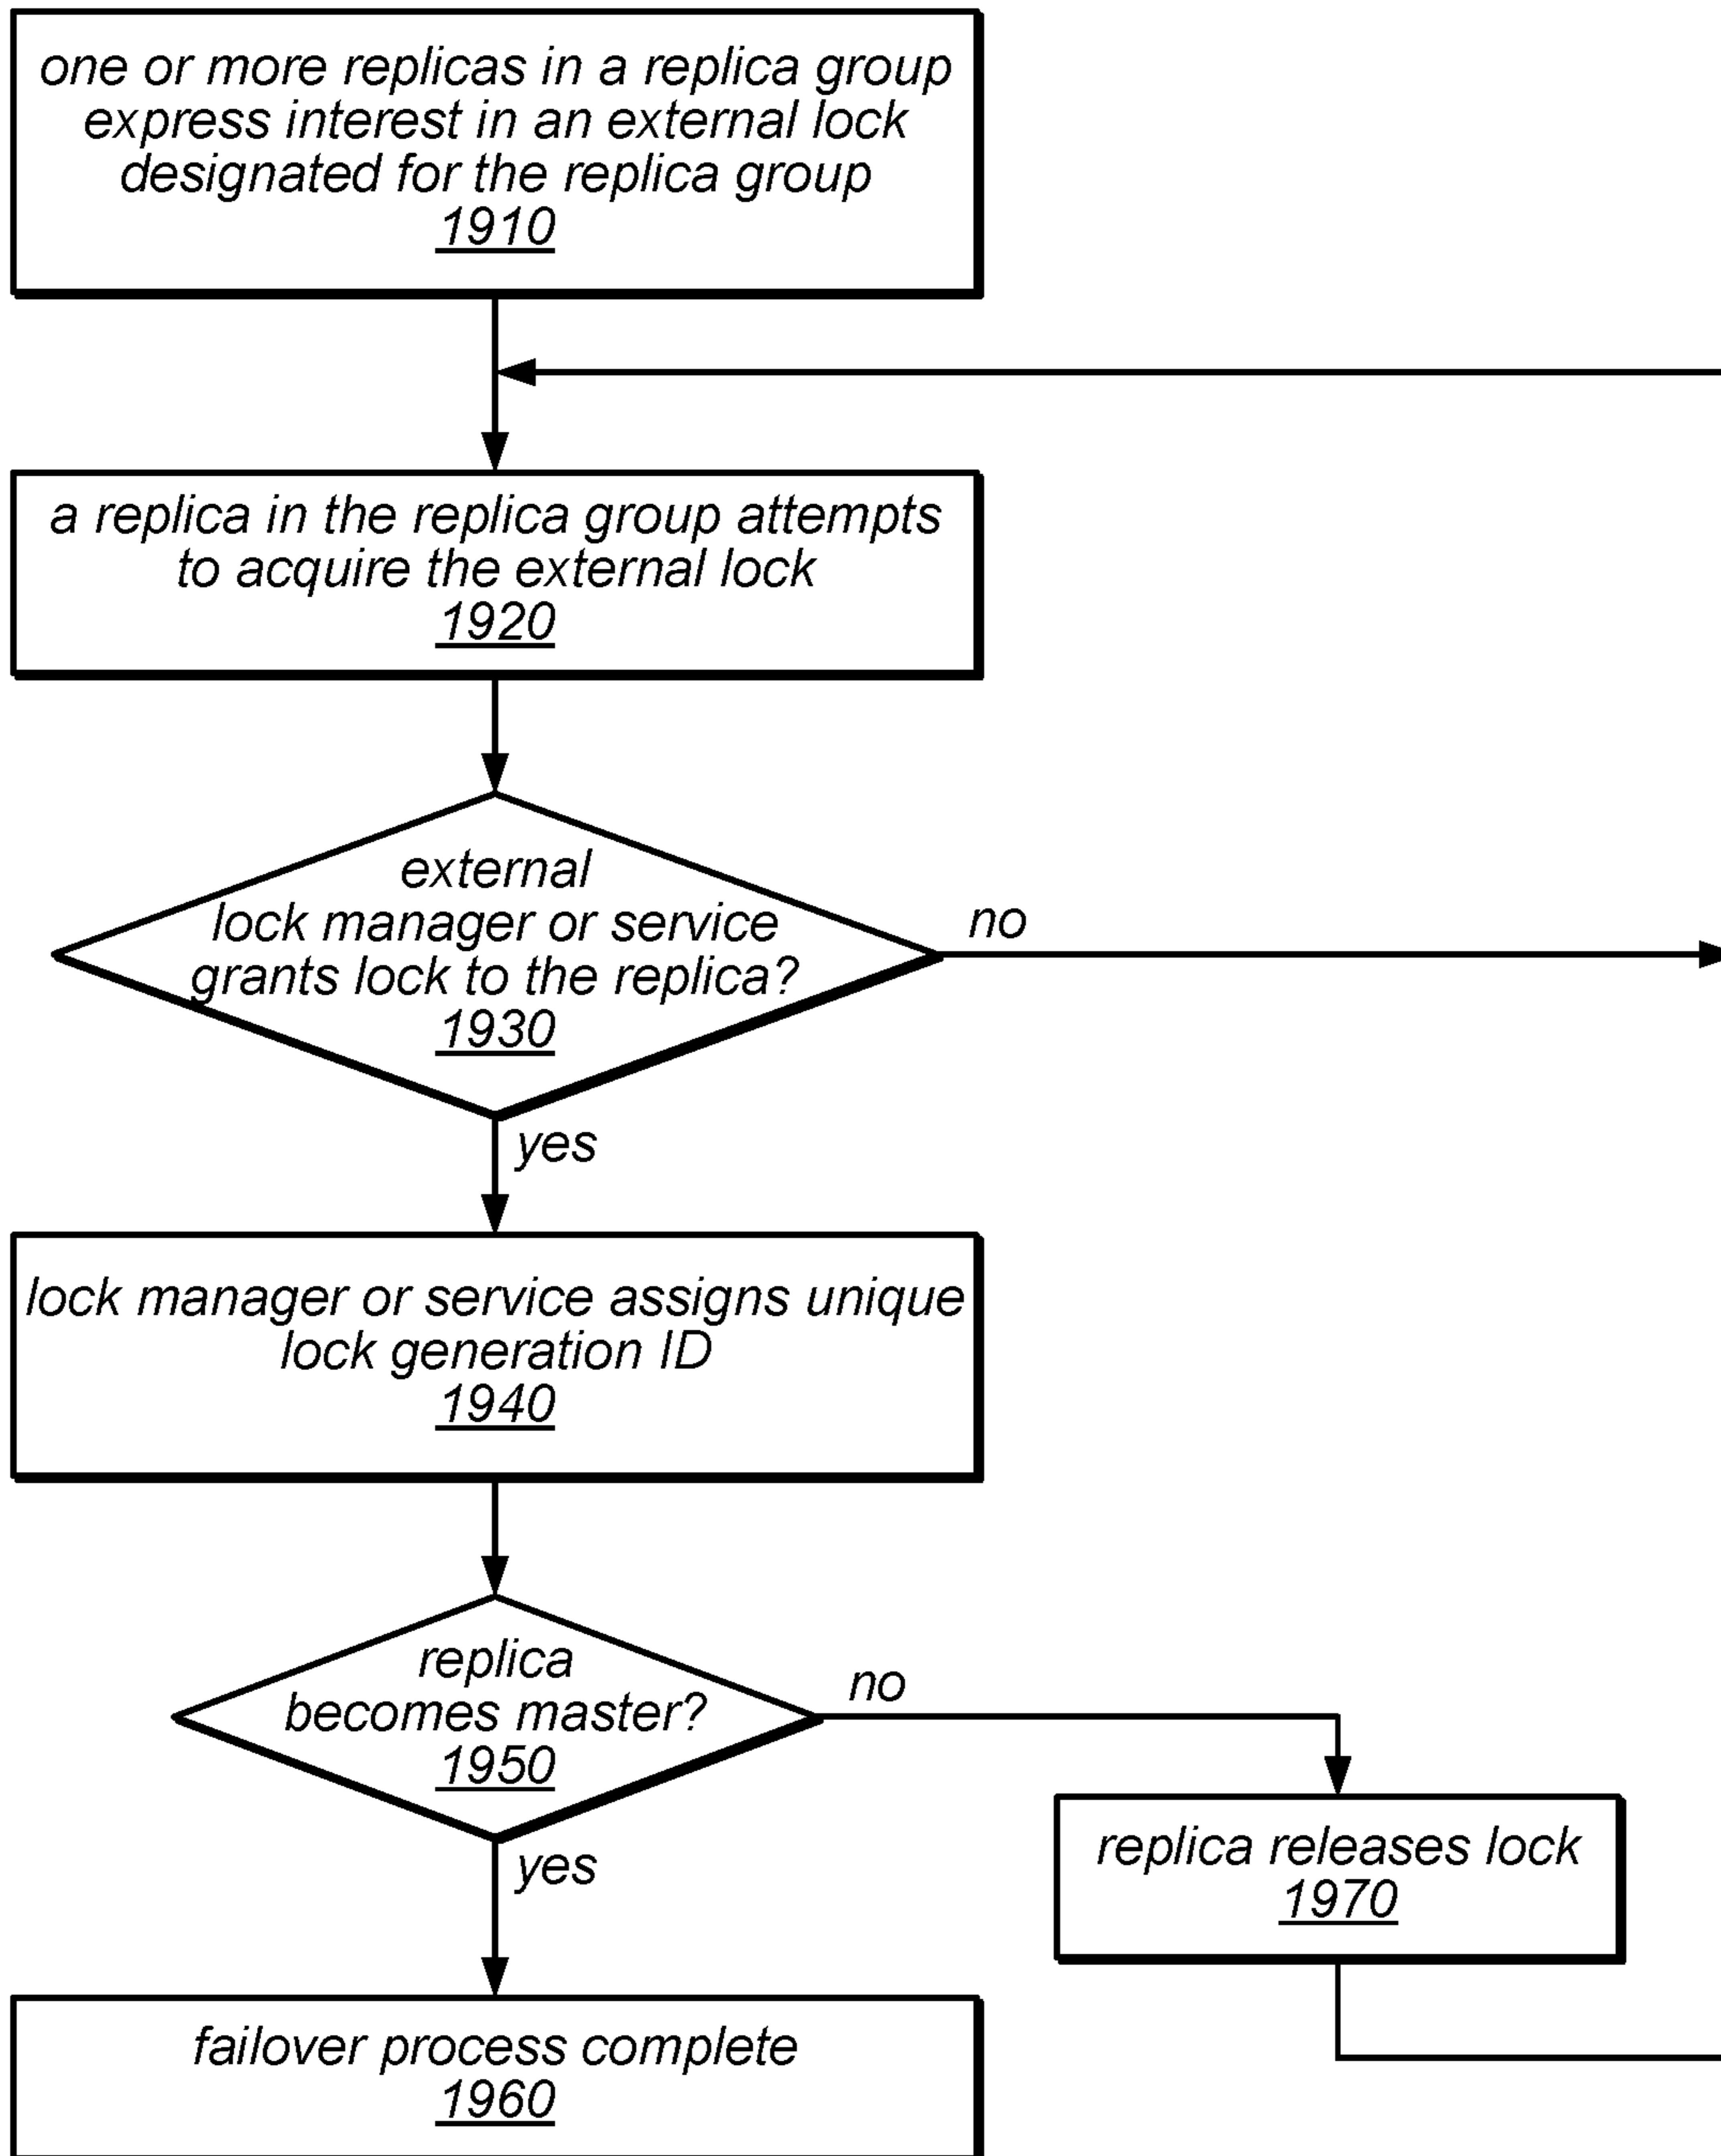 one or more replicas in a replica group
express interest in an external lock
designated for the replica group
1910
a replica in the replica group attempts
to acquire the external lock
1920
external
lock manager or service
grants lock to the replica?
1930
no
yes
lock manager or service assigns unique
lock generation ID
1940
replica
becomes master?
1950
no
yes
replica releases lock
1970
failover process complete
1960